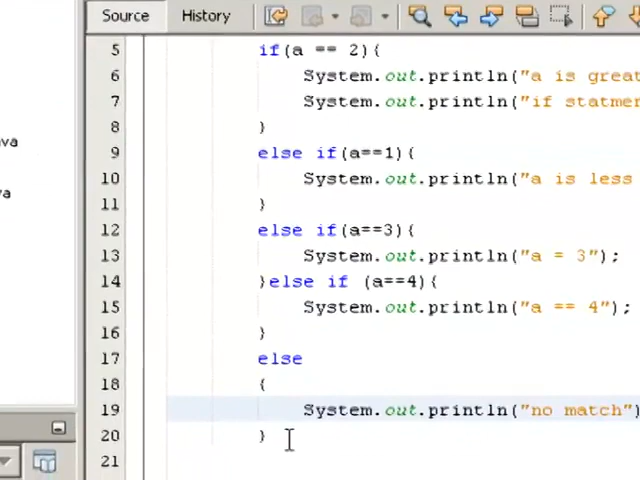 Source History
5 if(a == 2){
6 System.out.println("a is great
7 System.out.println("if statmen
8 }
9 else if(a==1){
10 System.out.println("a is less
11 }
12 else if(a==3){
13 System.out.println("a = 3");
14 }else if (a==4){
15 System.out.println("a == 4");
16 }
17 else
18 {
19 System.out.println("no match")
20 }
21
ava
va